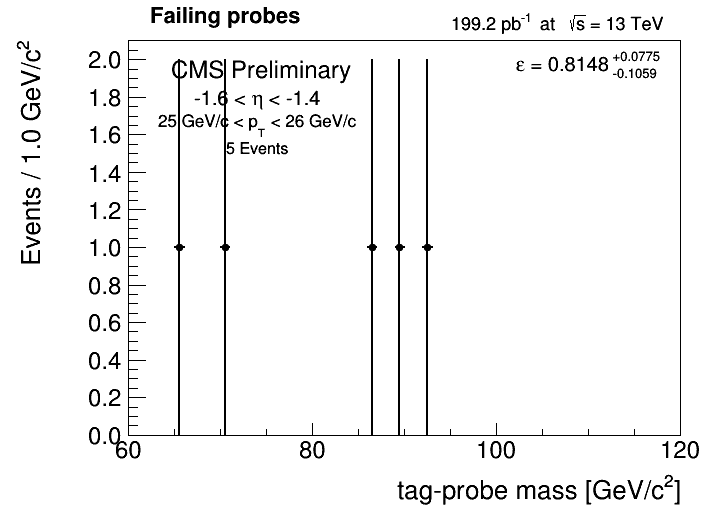 Failing probes
199.2 pb-1 at √s = 13 TeV
CMS Preliminary
ε = 0.8148 +0.0775 -0.1059
-1.6 < η < -1.4
25 GeV/c < pT < 26 GeV/c
5 Events
Events / 1.0 GeV/c2
2.0
1.8
1.6
1.4
1.2
1.0
0.8
0.6
0.4
0.2
0.0
60 80 100 120
tag-probe mass [GeV/c2]